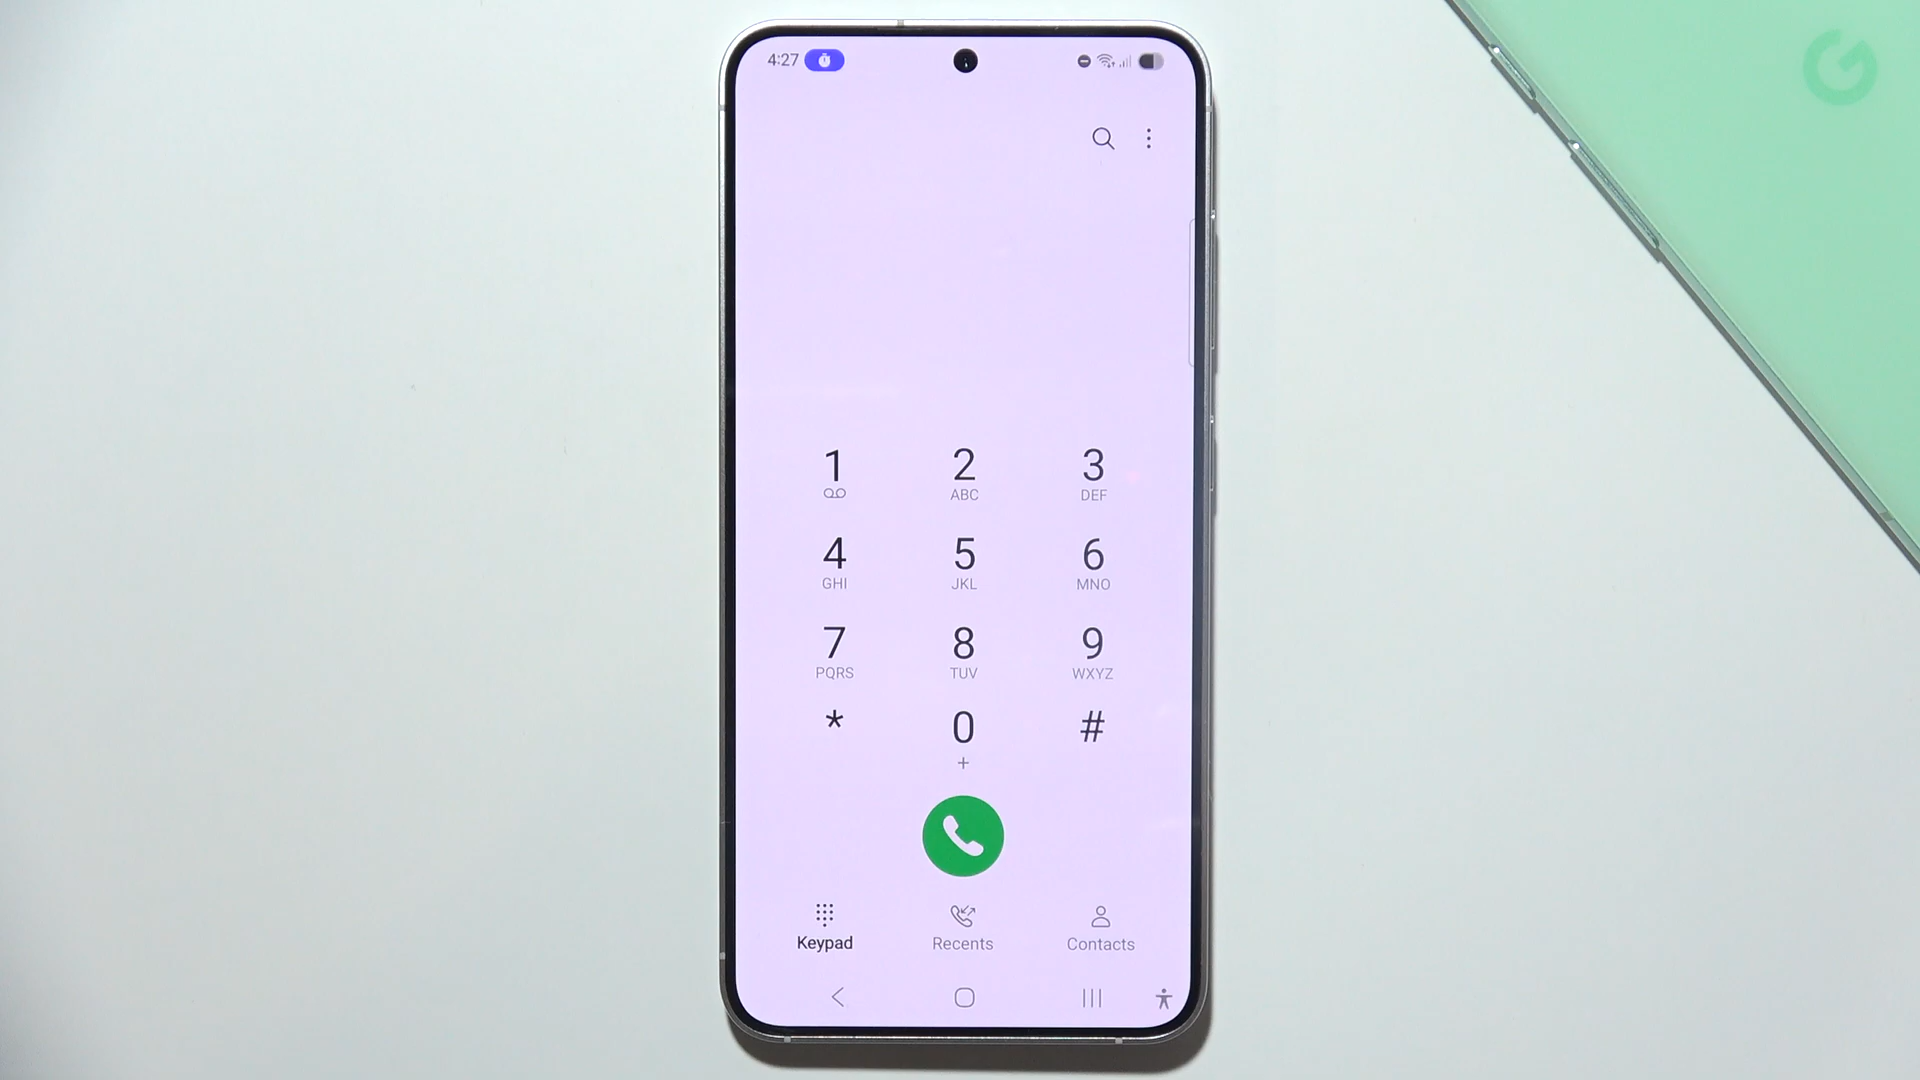 4:27
1 2 3
ABC DEF
4 5 6
GHI JKL MNO
7 8 9
PQRS TUV WXYZ
* 0 #
+
Keypad Recents Contacts